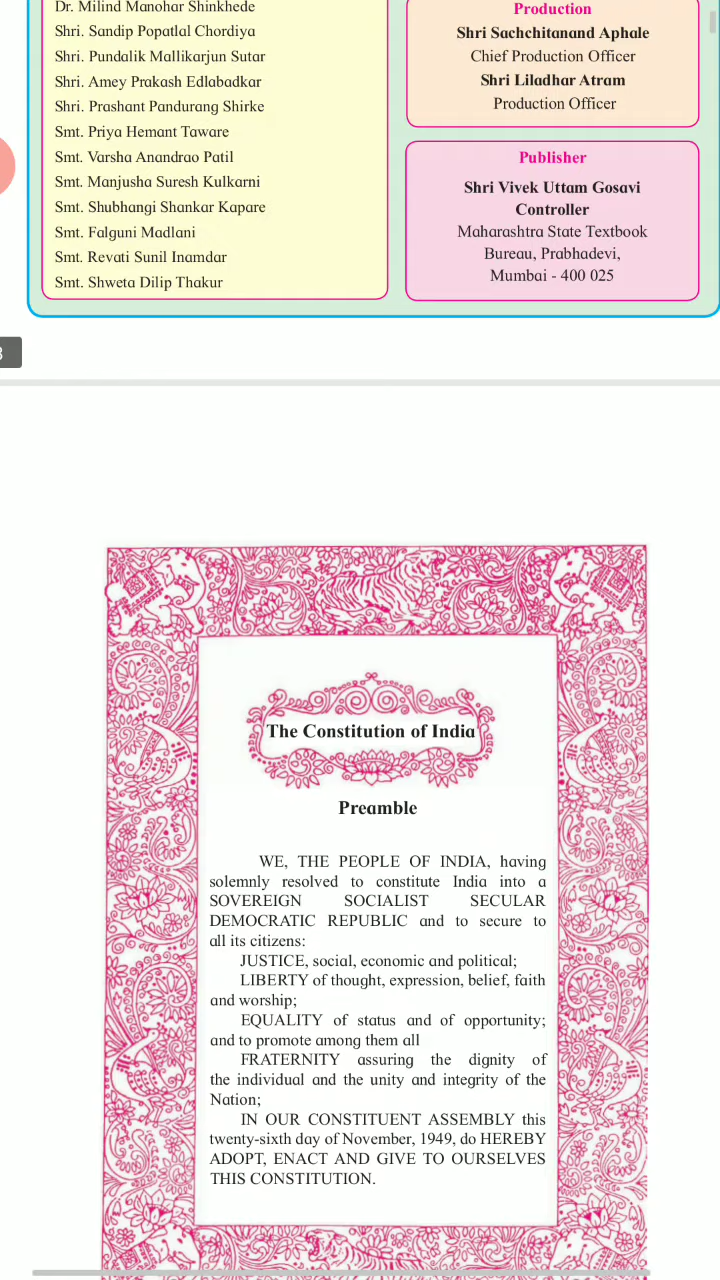 Dr. Milind Manohar Shinkhede
Shri. Sandip Popatlal Chordiya
Shri. Pundalik Mallikarjun Sutar
Shri. Amey Prakash Edlabadkar
Shri. Prashant Pandurang Shirke
Smt. Priya Hemant Taware
Smt. Varsha Anandrao Patil
Smt. Manjusha Suresh Kulkarni
Smt. Shubhangi Shankar Kapare
Smt. Falguni Madlani
Smt. Revati Sunil Inamdar
Smt. Shweta Dilip Thakur
Production
Shri Sachchitanand Aphale
Chief Production Officer
Shri Liladhar Atram
Production Officer
Publisher
Shri Vivek Uttam Gosavi
Controller
Maharashtra State Textbook
Bureau, Prabhadevi,
Mumbai - 400 025
The Constitution of India
Preamble
WE, THE PEOPLE OF INDIA, having
solemnly resolved to constitute India into a
SOVEREIGN SOCIALIST SECULAR
DEMOCRATIC REPUBLIC and to secure to
all its citizens:
JUSTICE, social, economic and political;
LIBERTY of thought, expression, belief, faith
and worship;
EQUALITY of status and of opportunity;
and to promote among them all
FRATERNITY assuring the dignity of
the individual and the unity and integrity of the
Nation;
IN OUR CONSTITUENT ASSEMBLY this
twenty-sixth day of November, 1949, do HEREBY
ADOPT, ENACT AND GIVE TO OURSELVES
THIS CONSTITUTION.